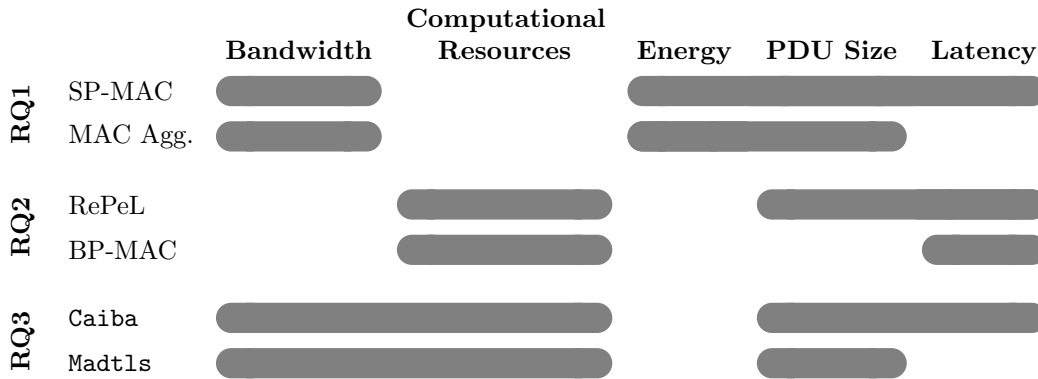 Computational
Bandwidth Resources Energy PDU Size Latency
RQ1
SP-MAC
MAC Agg.
RQ2
RePeL
BP-MAC
RQ3
Caiba
Madtls